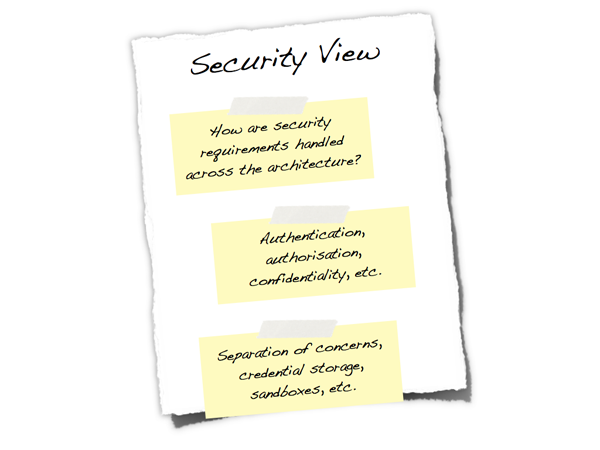 Security View
How are security
requirements handled
across the architecture?
Authentication,
authorisation,
confidentiality, etc.
Separation of concerns,
credential storage,
sandboxes, etc.